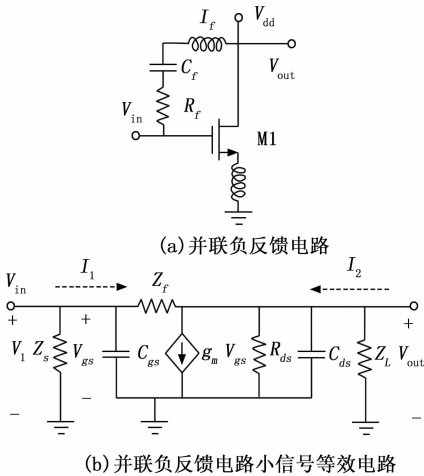 I_f
V_dd
C_f
V_out
R_f
V_in
M1
(a)并联负反馈电路
V_in
I_1
Z_f
I_2
+
+
+
V_1 Z_s V_gs C_gs g_m V_gs R_ds C_ds Z_L V_out
−
−
−
(b)并联负反馈电路小信号等效电路